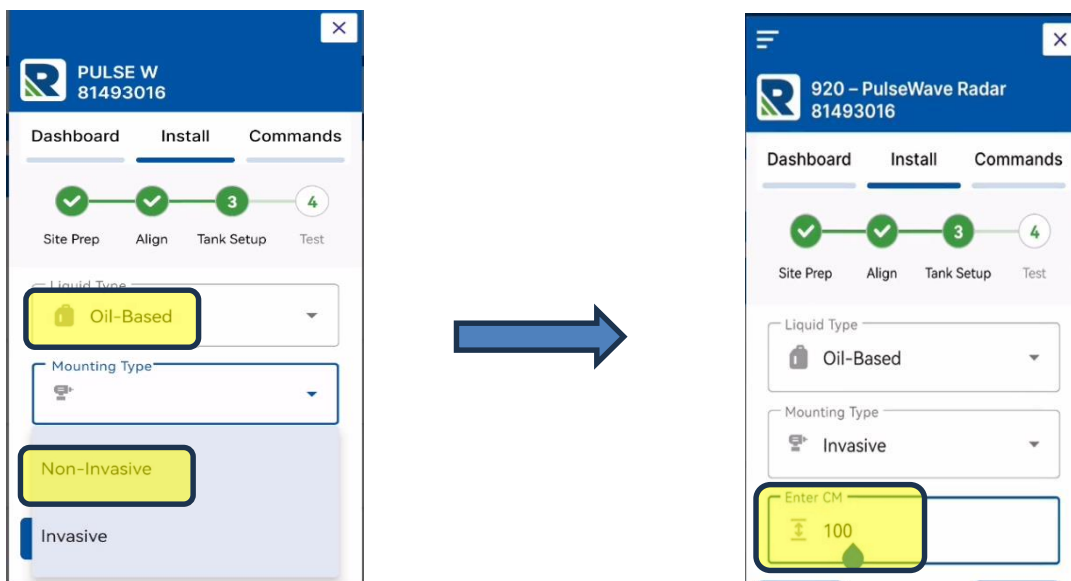 PULSE W
81493016
Dashboard Install Commands
3 4
Site Prep Align Tank Setup Test
Liquid Type
Oil-Based
Mounting Type
Non-Invasive
Invasive
R
920 – PulseWave Radar
81493016
Dashboard Install Commands
3 4
Site Prep Align Tank Setup Test
Liquid Type
Oil-Based
Mounting Type
Invasive
Enter CM
100